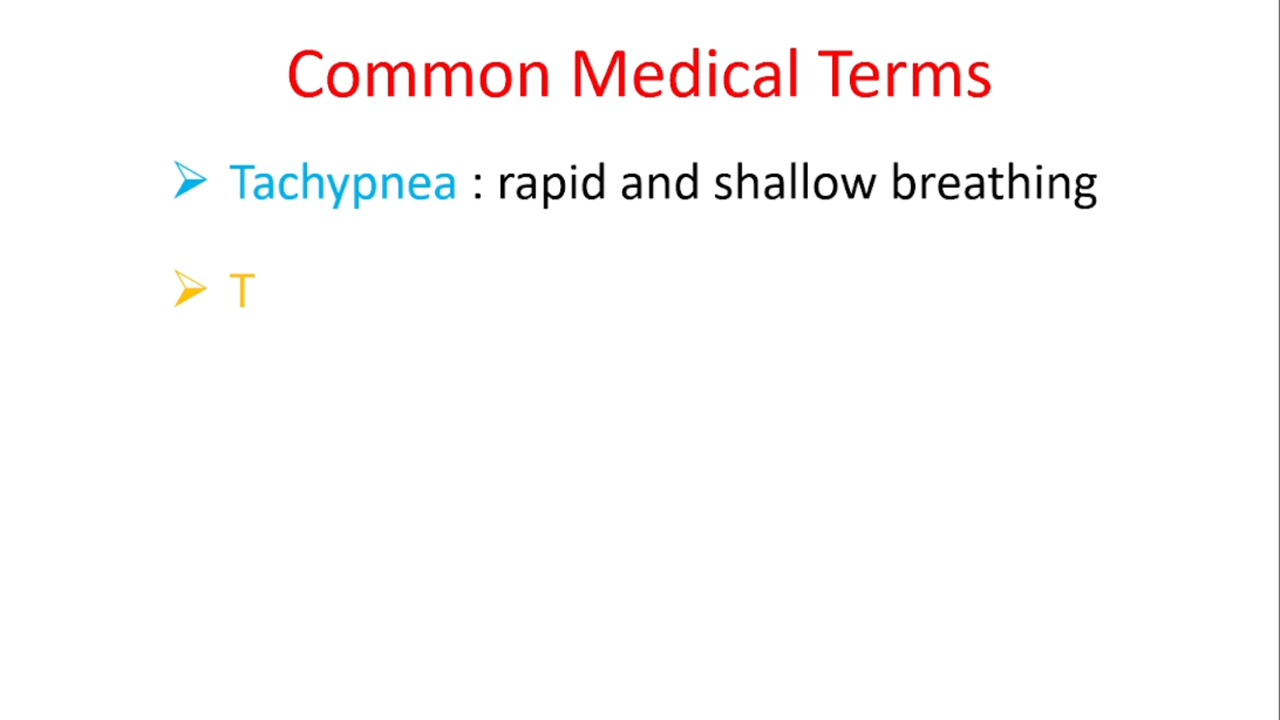 Common Medical Terms
➢ Tachypnea : rapid and shallow breathing
➢ T